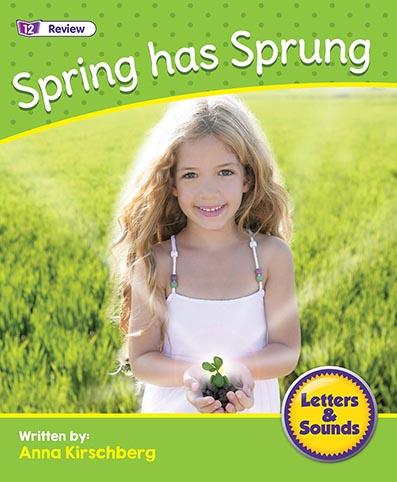 12 Review
Spring has Sprung
Letters
&
Sounds
Written by:
Anna Kirschberg